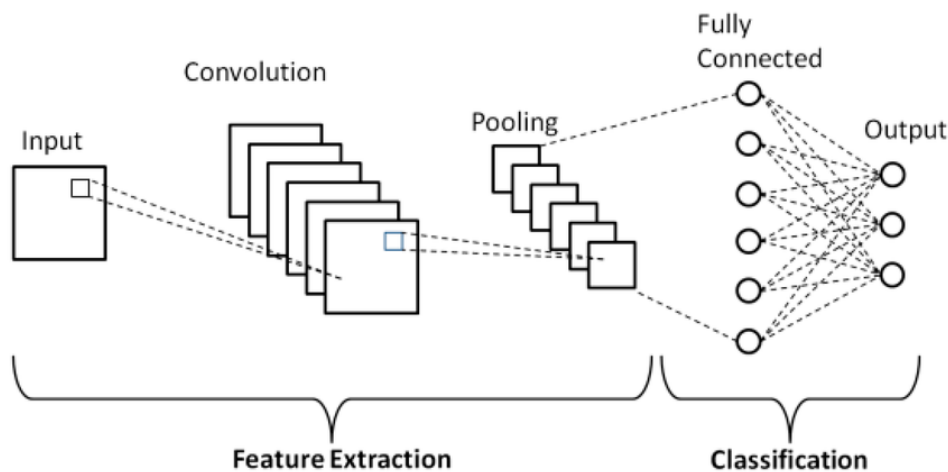 Fully
Connected
Convolution
Pooling
Input
Output
Feature Extraction
Classification